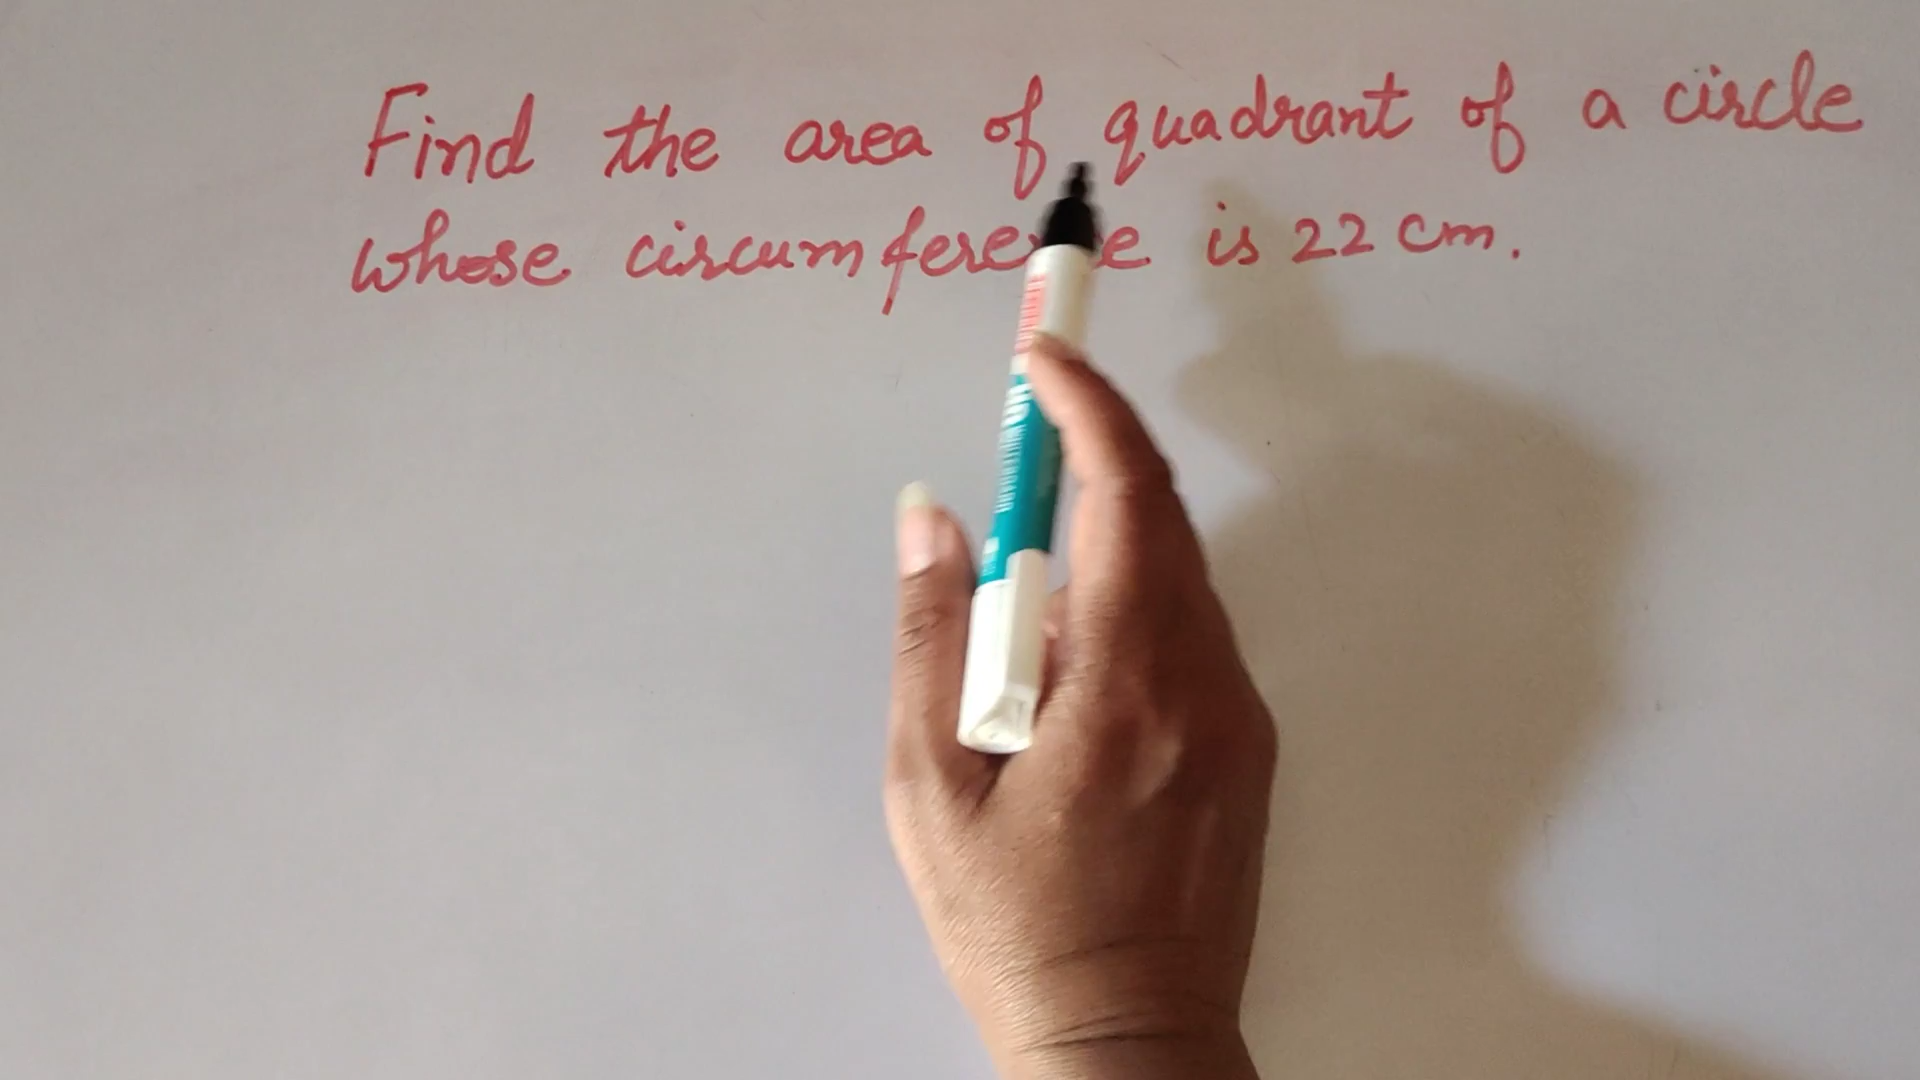 Find the area of quadrant of a circle
whose circumference is 22 cm.